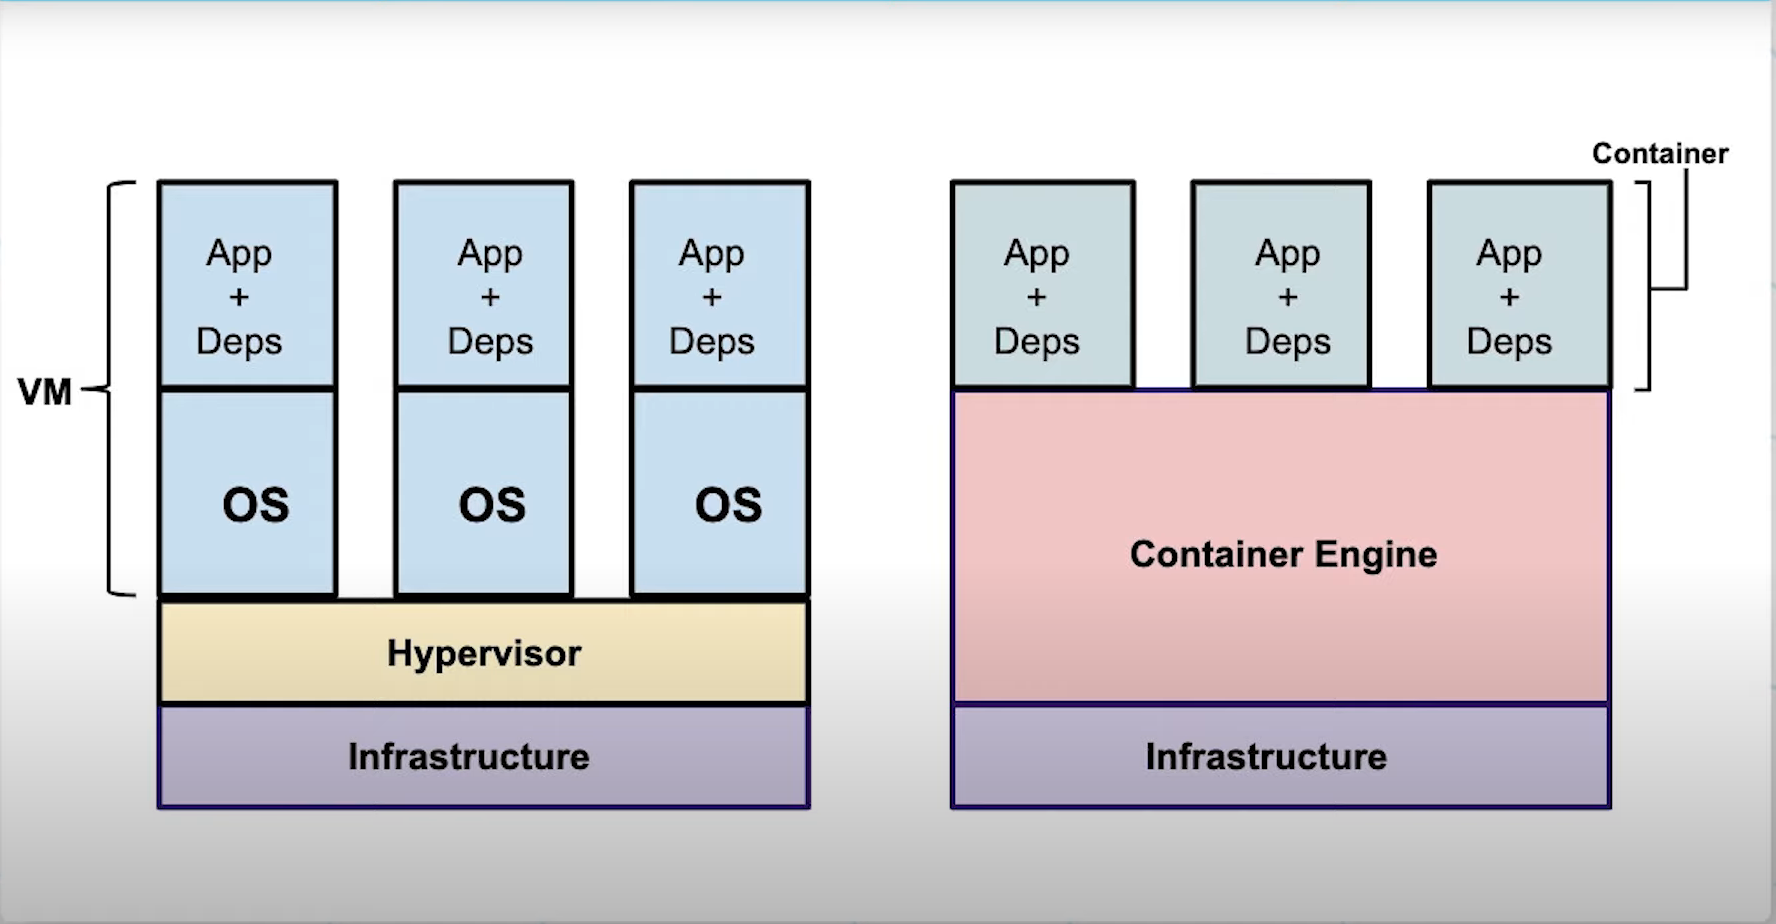 VM
App
+
Deps
OS
App
+
Deps
OS
App
+
Deps
OS
Hypervisor
Infrastructure
Container
App
+
Deps
App
+
Deps
App
+
Deps
Container Engine
Infrastructure